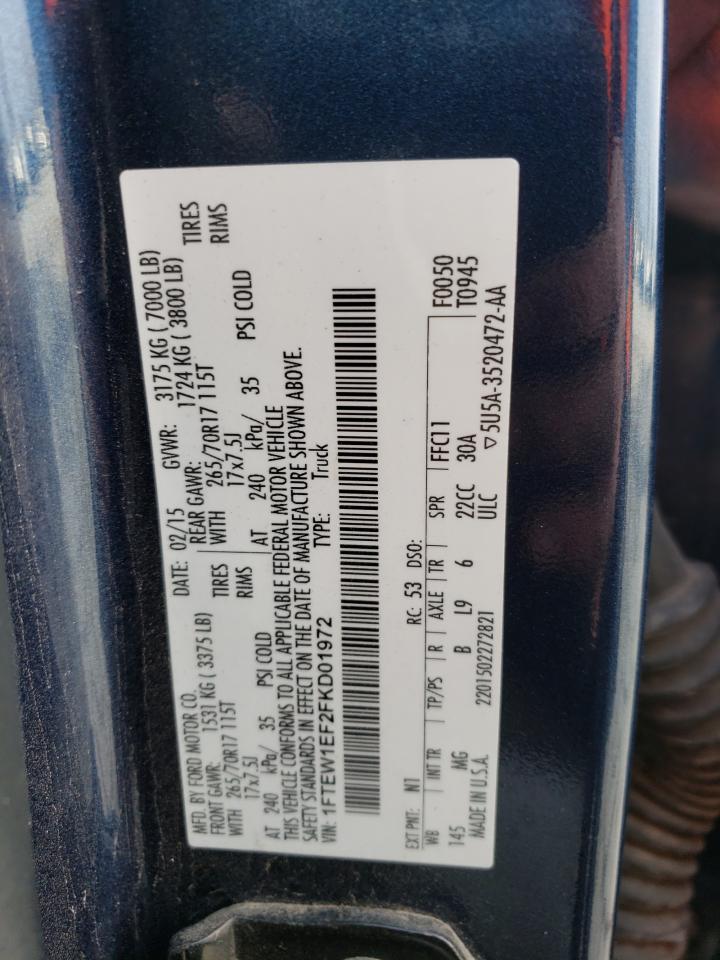 MFD. BY FORD MOTOR CO.
DATE: 02/15 GVWR: 3175 KG ( 7000 LB)
FRONT GAWR: 1531 KG ( 3375 LB) REAR GAWR: 1724 KG ( 3800 LB)
WITH 265/70R17 115T TIRES WITH 265/70R17 115T TIRES
17x7.5J RIMS 17x7.5J RIMS
AT 240 kPa/ 35 PSI COLD AT 240 kPa/ 35 PSI COLD
THIS VEHICLE CONFORMS TO ALL APPLICABLE FEDERAL MOTOR VEHICLE
SAFETY STANDARDS IN EFFECT ON THE DATE OF MANUFACTURE SHOWN ABOVE.
VIN: 1FTEW1EF2FKD01972 TYPE: Truck
EXT PNT: N1 RC: 53 DSO:
WB INT TR TP/PS R AXLE TR SPR FFC11 F0050
145 MG B L9 6 22CC 30A T0945
MADE IN U.S.A. 2201502272821 ULC ▽5U5A-3520472-AA